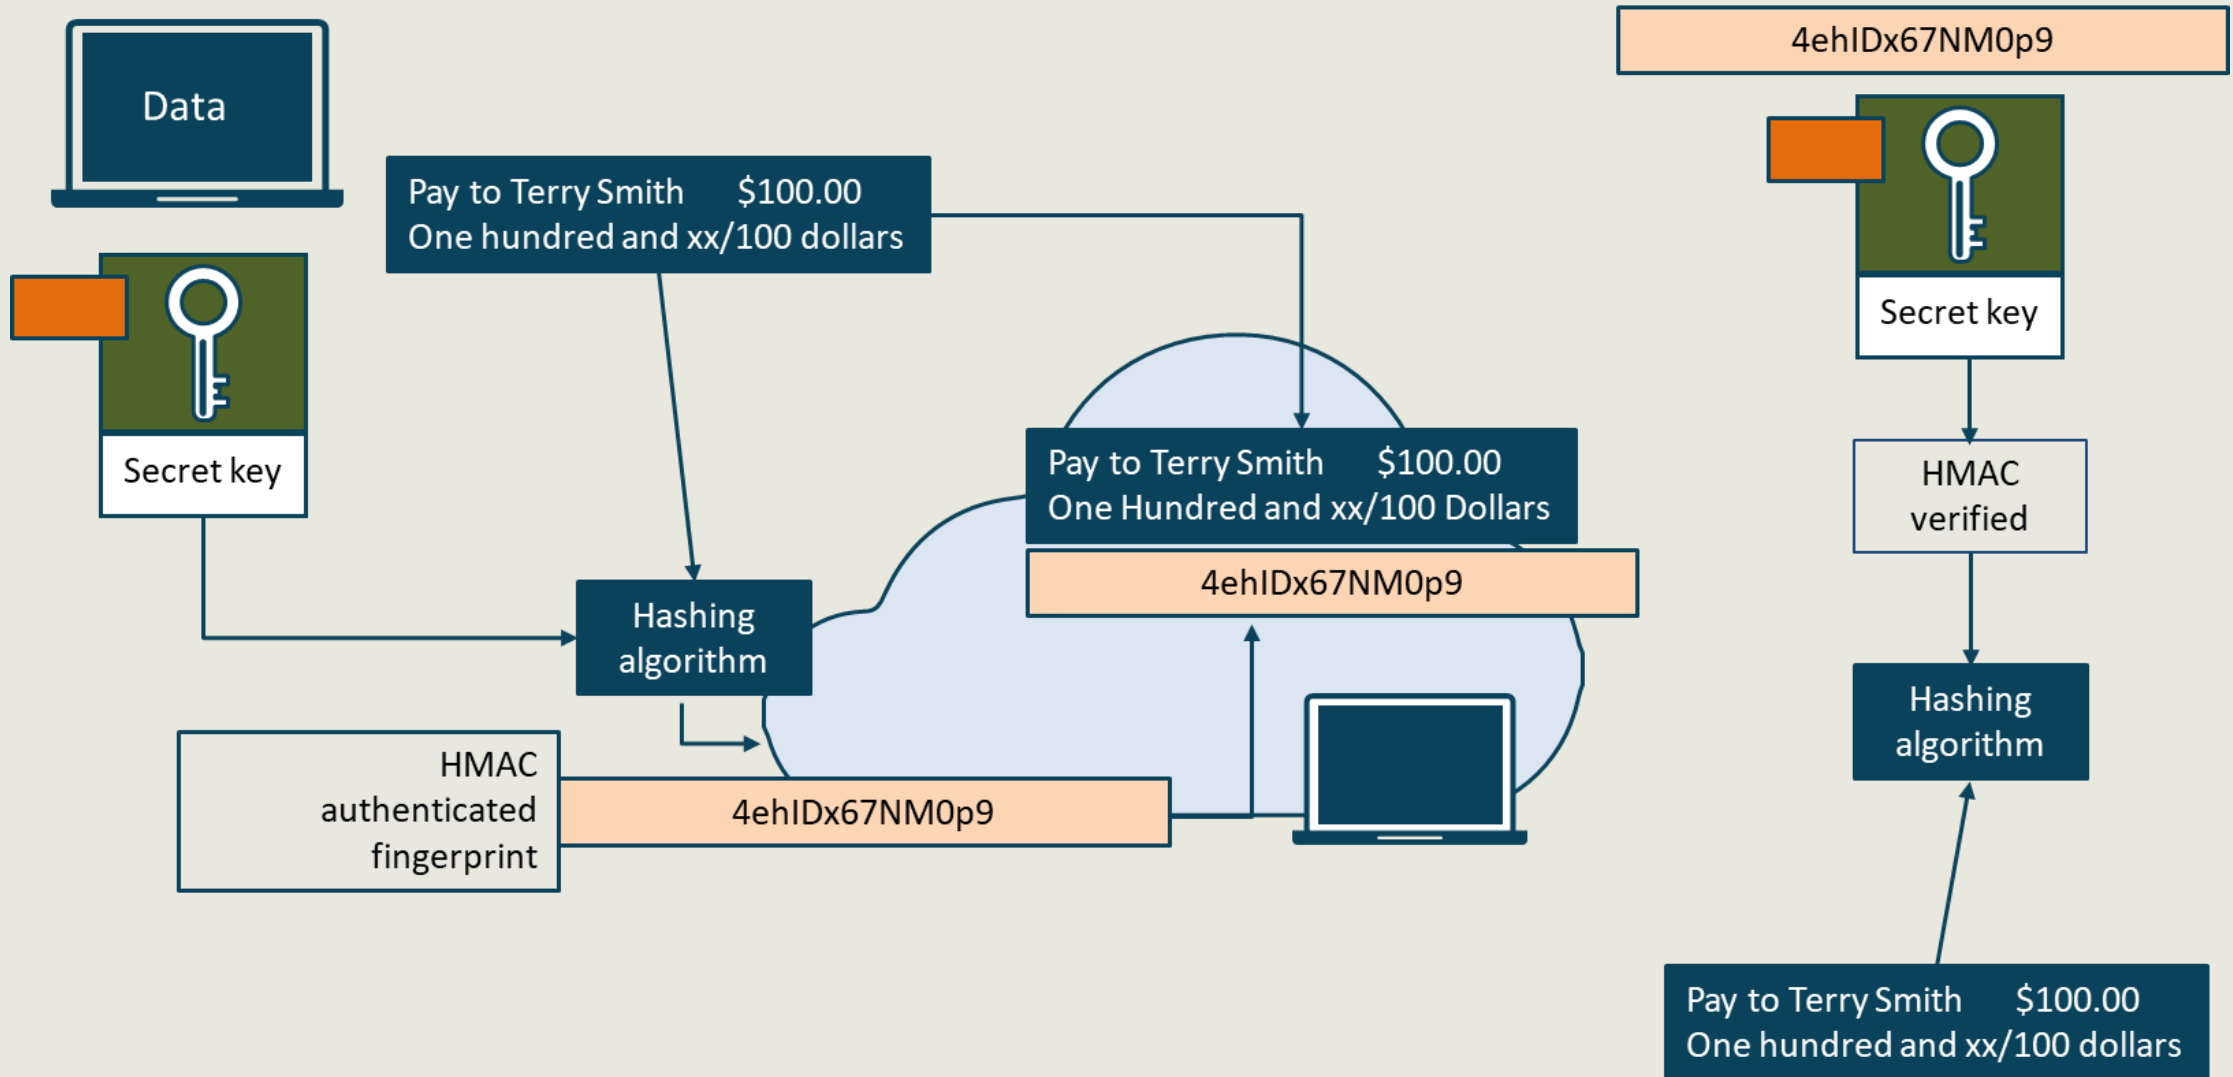 Data
Secret key
Pay to Terry Smith $100.00
One hundred and xx/100 dollars
Hashing
algorithm
HMAC
authenticated
fingerprint
4ehIDx67NM0p9
Pay to Terry Smith $100.00
One Hundred and xx/100 Dollars
4ehIDx67NM0p9
4ehIDx67NM0p9
Secret key
HMAC
verified
Hashing
algorithm
Pay to Terry Smith $100.00
One hundred and xx/100 dollars